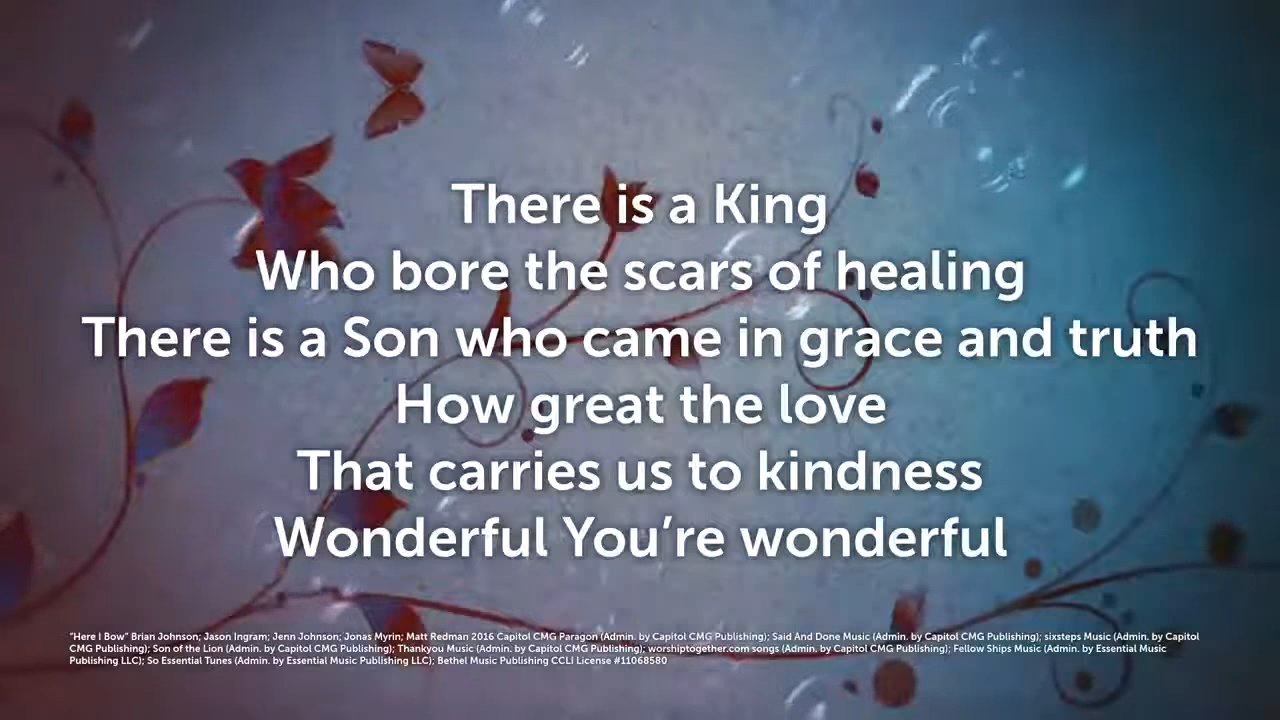 There is a King
Who bore the scars of healing
There is a Son who came in grace and truth
How great the love
That carries us to kindness
Wonderful You’re wonderful
“Here I Bow” Brian Johnson; Jason Ingram; Jenn Johnson; Jonas Myrin; Matt Redman 2016 Capitol CMG Paragon (Admin. by Capitol CMG Publishing); Said And Done Music (Admin. by Capitol CMG Publishing); sixsteps Music (Admin. by Capitol
CMG Publishing); Son of the Lion (Admin. by Capitol CMG Publishing); Thankyou Music (Admin. by Capitol CMG Publishing); worshiptogether.com songs (Admin. by Capitol CMG Publishing); Fellow Ships Music (Admin. by Essential Music
Publishing LLC); So Essential Tunes (Admin. by Essential Music Publishing LLC); Bethel Music Publishing CCLI License #11068580